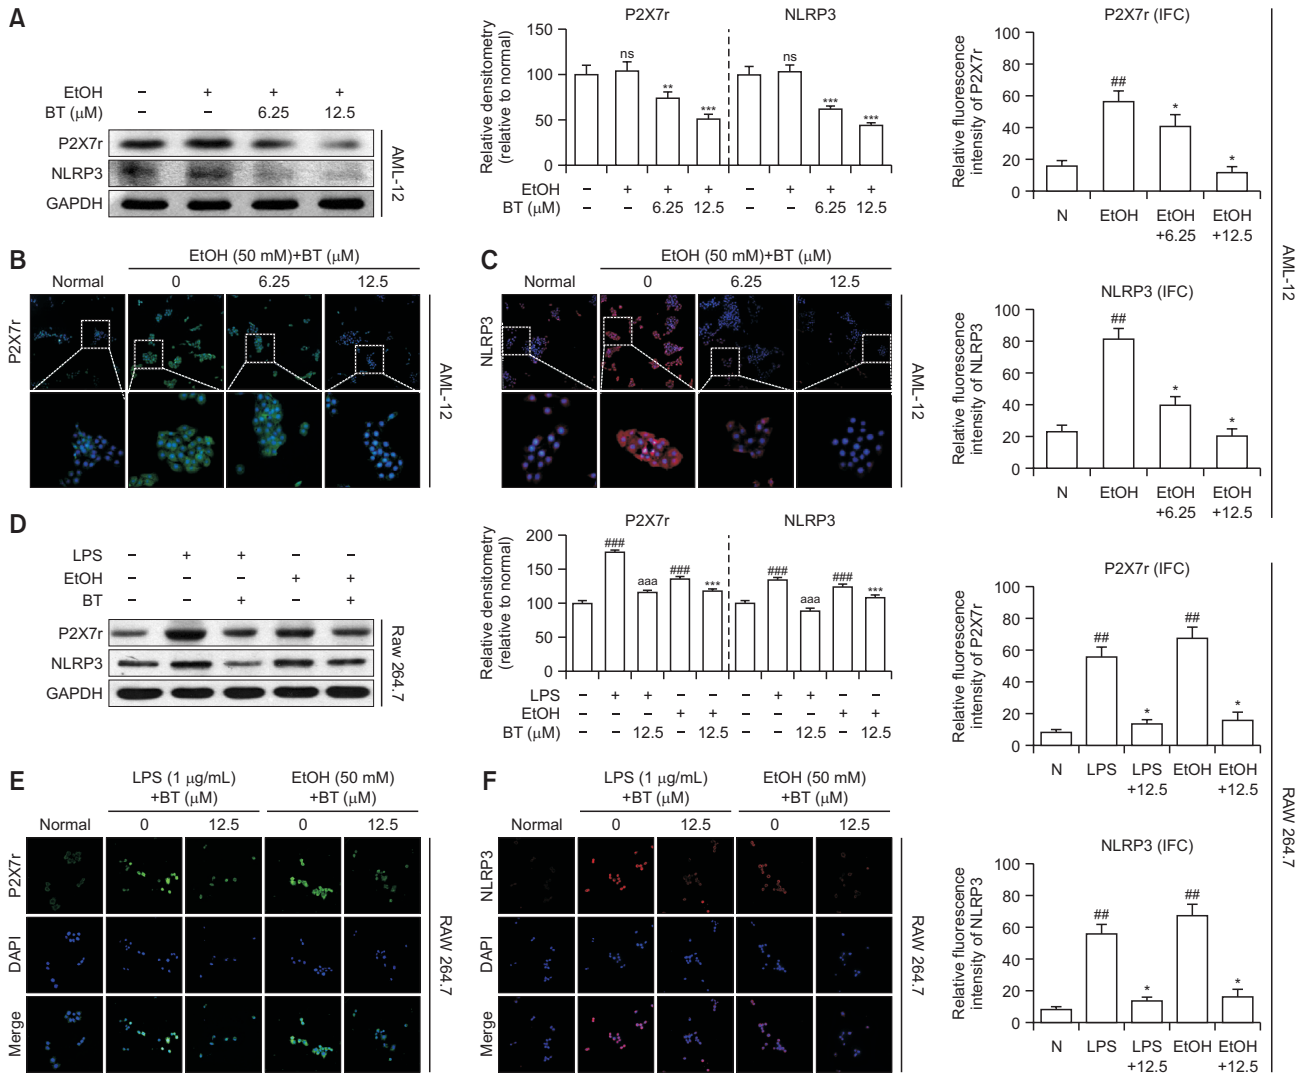 A
EtOH – + + +
BT (μM) – – 6.25 12.5
P2X7r
NLRP3
GAPDH
AML-12
P2X7r NLRP3
Relative densitometry
(relative to normal)
150
100
50
0
ns ** *** ns *** ***
EtOH – + + + – + + +
BT (μM) – – 6.25 12.5 – – 6.25 12.5
P2X7r (IFC)
Relative fluorescence
intensity of P2X7r
100
80
60
40
20
0
## * *
N EtOH EtOH EtOH
+6.25 +12.5
NLRP3 (IFC)
Relative fluorescence
intensity of NLRP3
100
80
60
40
20
0
## * *
N EtOH EtOH EtOH
+6.25 +12.5
AML-12
B
EtOH (50 mM)+BT (μM)
Normal 0 6.25 12.5
P2X7r
AML-12
C
EtOH (50 mM)+BT (μM)
Normal 0 6.25 12.5
NLRP3
AML-12
D
LPS – + + – –
EtOH – – – + +
BT – – + – +
P2X7r
NLRP3
GAPDH
Raw 264.7
P2X7r NLRP3
Relative densitometry
(relative to normal)
200
150
100
50
0
### aaa ### *** ### aaa ### ***
LPS – + + – – – + + – –
EtOH – – – + + – – – + +
BT (μM) – – 12.5 – 12.5 – – 12.5 – 12.5
P2X7r (IFC)
Relative fluorescence
intensity of P2X7r
100
80
60
40
20
0
## * ## *
N LPS LPS EtOH EtOH
+12.5 +12.5
NLRP3 (IFC)
Relative fluorescence
intensity of NLRP3
100
80
60
40
20
0
## * ## *
N LPS LPS EtOH EtOH
+12.5 +12.5
RAW 264.7
E
LPS (1 μg/mL) EtOH (50 mM)
+BT (μM) +BT (μM)
Normal 0 12.5 0 12.5
P2X7r
DAPI
Merge
RAW 264.7
F
LPS (1 μg/mL) EtOH (50 mM)
+BT (μM) +BT (μM)
Normal 0 12.5 0 12.5
NLRP3
DAPI
Merge
RAW 264.7